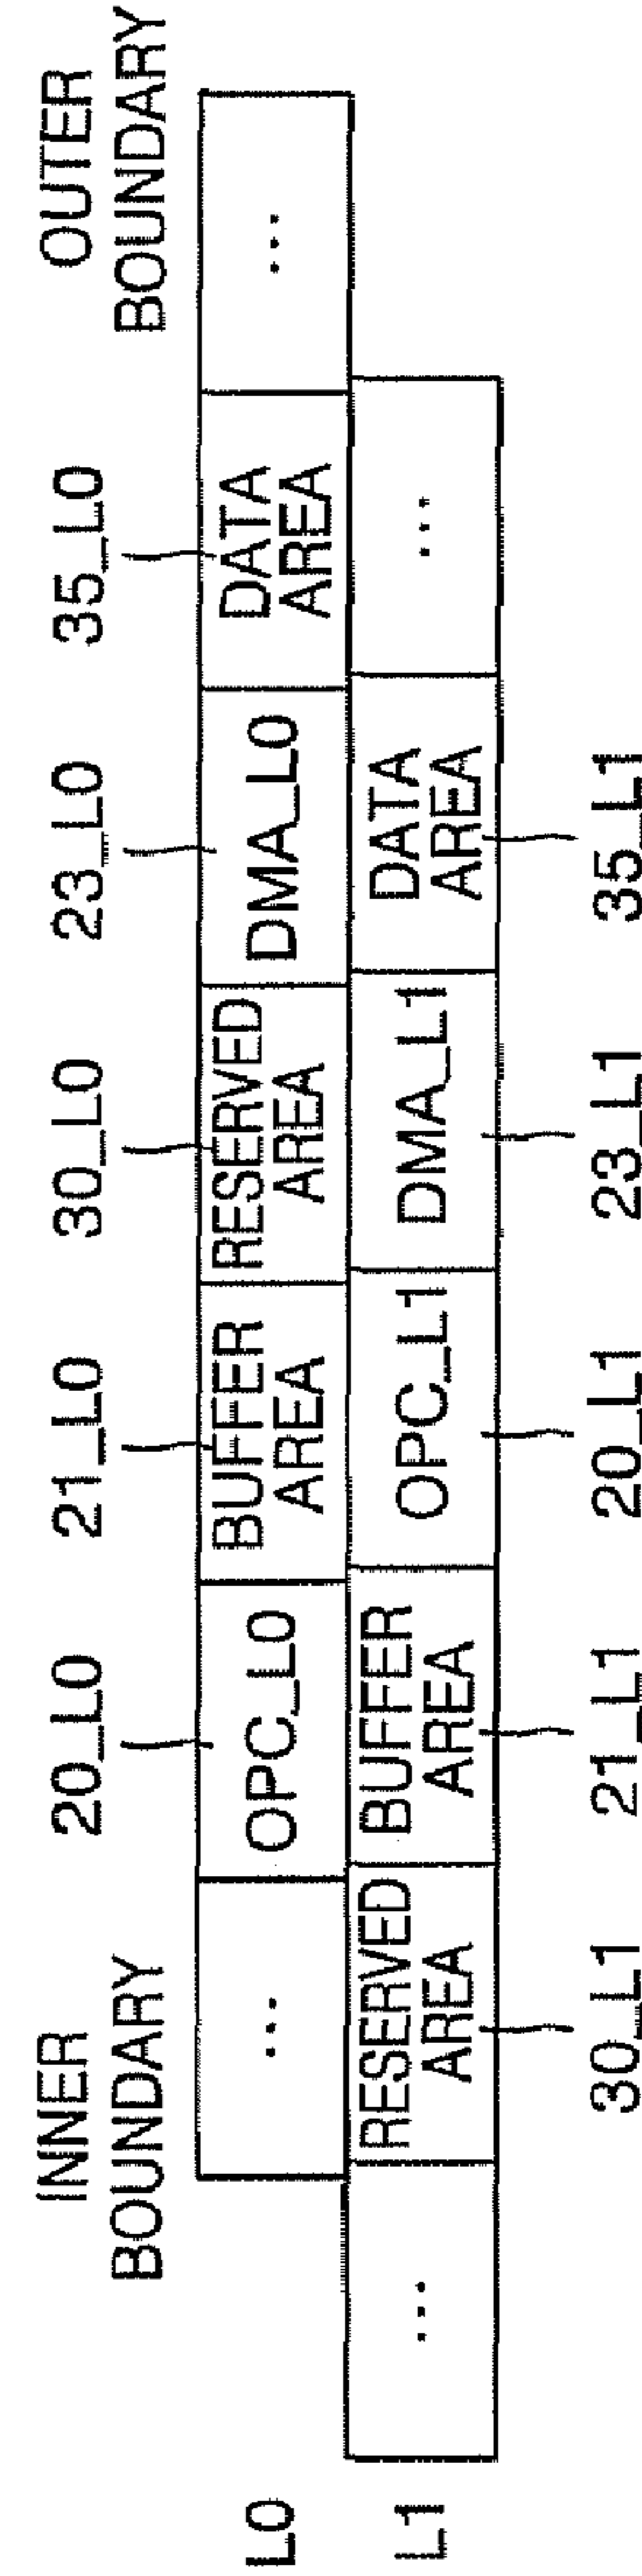 INNER
BOUNDARY
OUTER
BOUNDARY
20_L0
21_L0
30_L0
23_L0
35_L0
L0
...
OPC_L0
BUFFER
AREA
RESERVED
AREA
DMA_L0
DATA
AREA
...
L1
...
RESERVED
AREA
BUFFER
AREA
OPC_L1
DMA_L1
DATA
AREA
...
30_L1
21_L1
20_L1
23_L1
35_L1